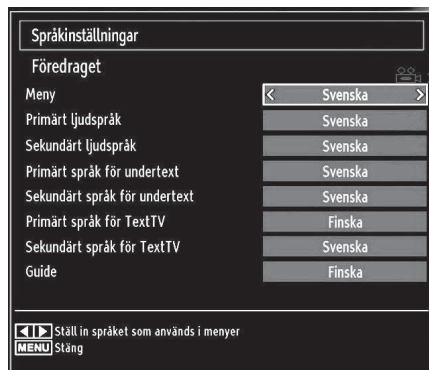 Språkinställningar
Föredraget
Meny < Svenska >
Primärt ljudspråk Svenska
Sekundärt ljudspråk Svenska
Primärt språk för undertext Svenska
Sekundärt språk för undertext Svenska
Primärt språk för TextTV Finska
Sekundärt språk för TextTV Svenska
Guide Finska
Ställ in språket som används i menyer
MENU Stäng